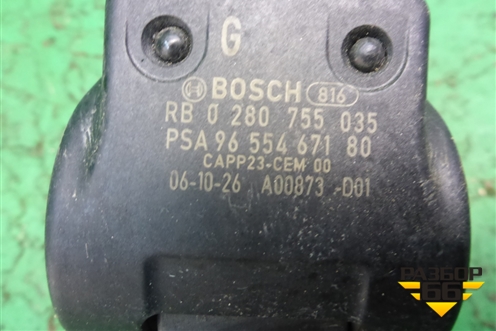 G
BOSCH 816
RB 0 280 755 035
PSA 96 554 671 80
CAPP23-CEM 00
06-10-26 A00873 -D01
РАЗБОР
66